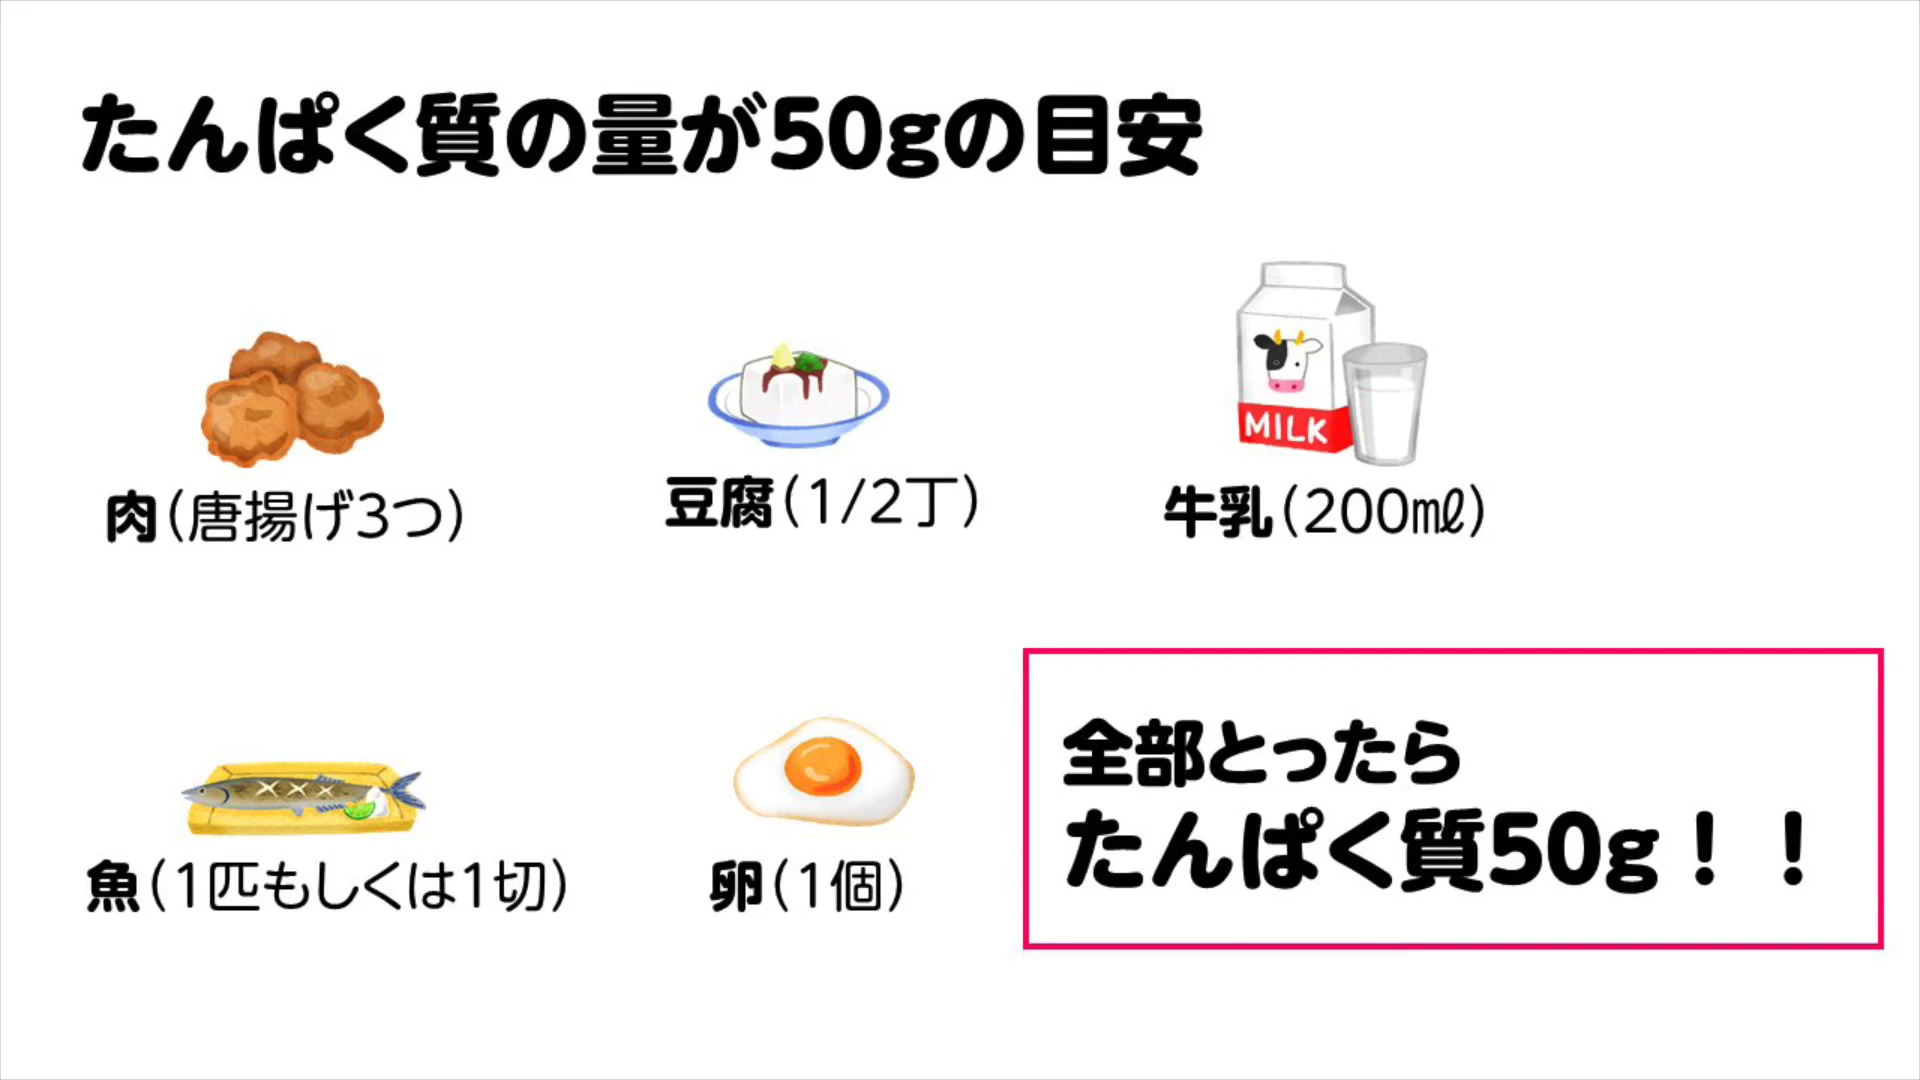 たんぱく質の量が50gの目安
MILK
肉(唐揚げ3つ)
豆腐(1/2丁)
牛乳(200㎖)
魚(1匹もしくは1切)
卵(1個)
全部とったら
たんぱく質50g！！